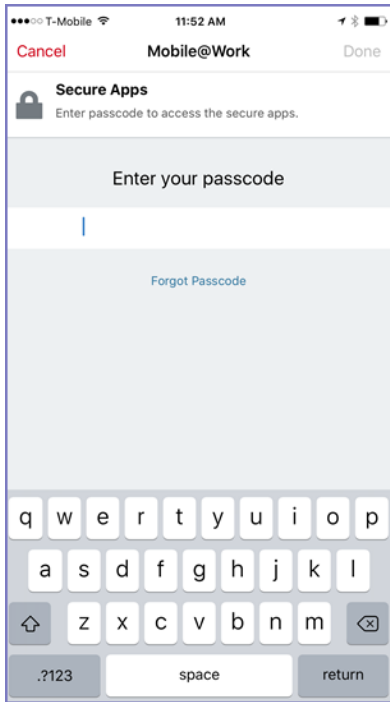 T-Mobile 11:52 AM
Cancel Mobile@Work Done
Secure Apps
Enter passcode to access the secure apps.
Enter your passcode
Forgot Passcode
q w e r t y u i o p
a s d f g h j k l
z x c v b n m
.?123 space return